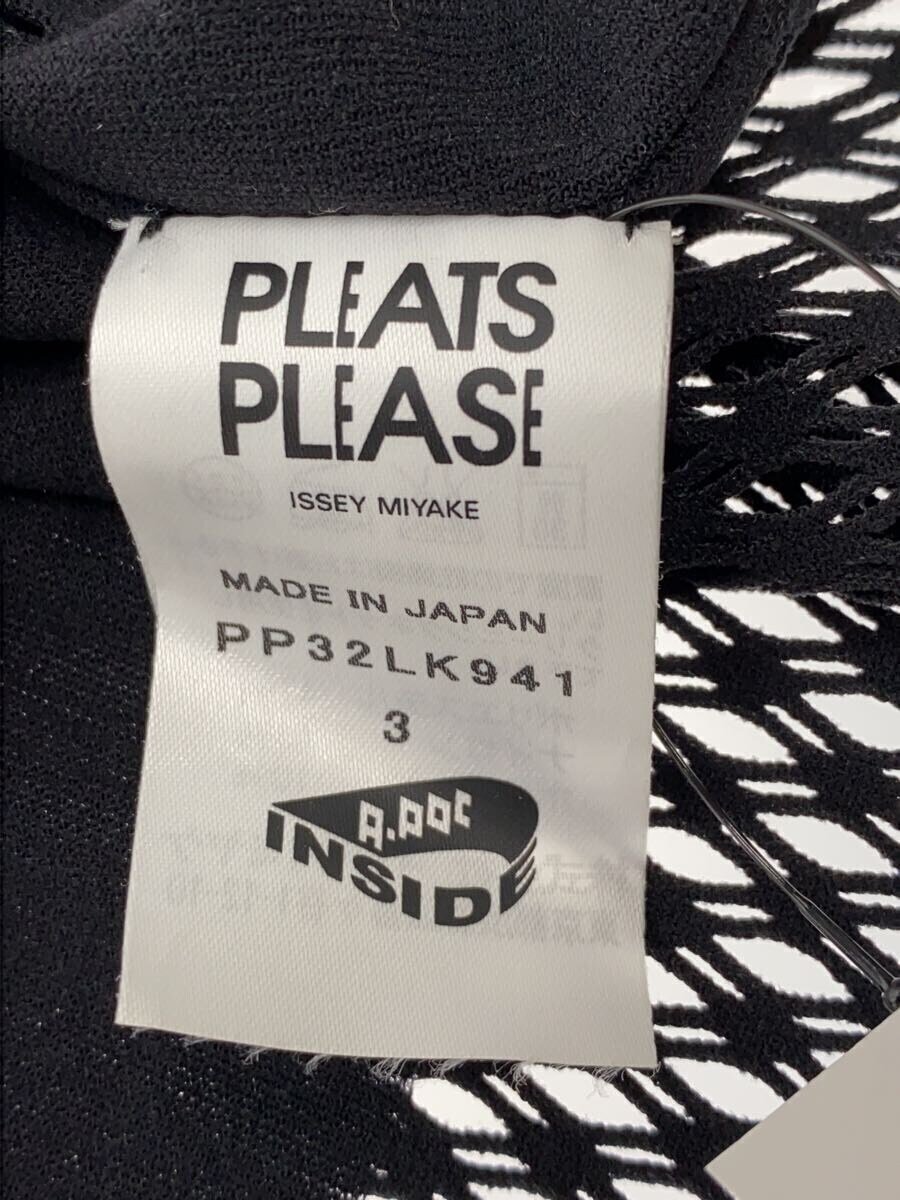 PLEATS
PLEASE
ISSEY MIYAKE
MADE IN JAPAN
PP32LK941
3
A.POC
INSIDE